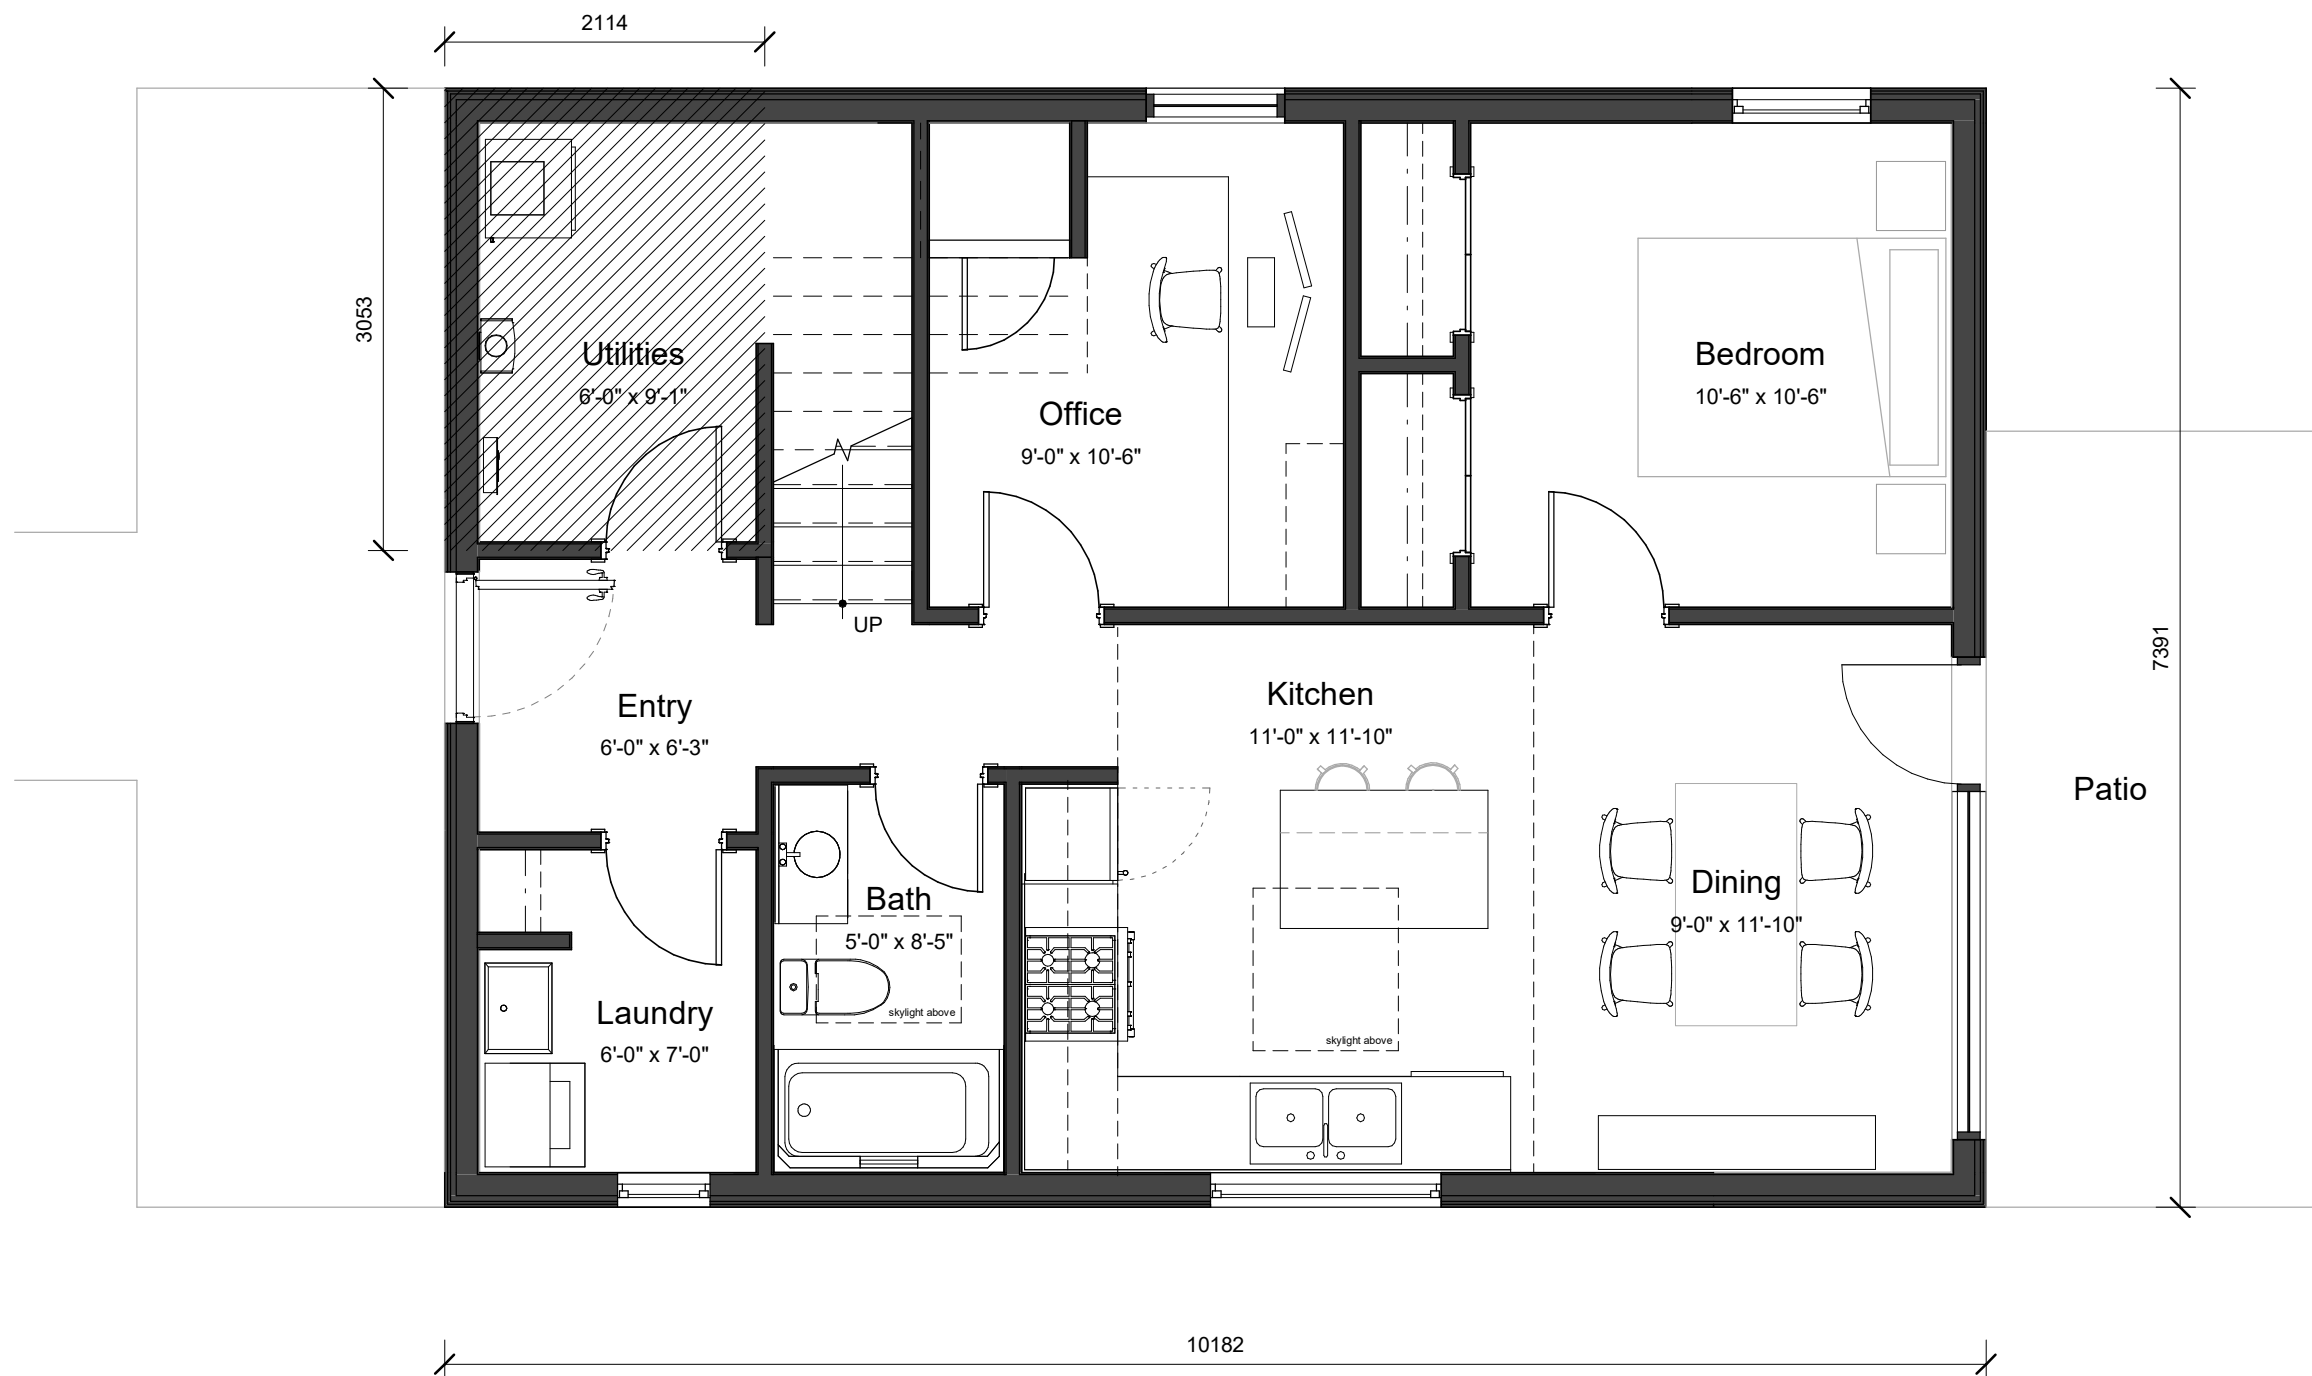 2114
3053
Utilities
6'-0" x 9'-1"
Office
9'-0" x 10'-6"
Bedroom
10'-6" x 10'-6"
UP
7391
Entry
6'-0" x 6'-3"
Kitchen
11'-0" x 11'-10"
Patio
Bath
5'-0" x 8'-5"
skylight above
Dining
9'-0" x 11'-10"
Laundry
6'-0" x 7'-0"
skylight above
10182